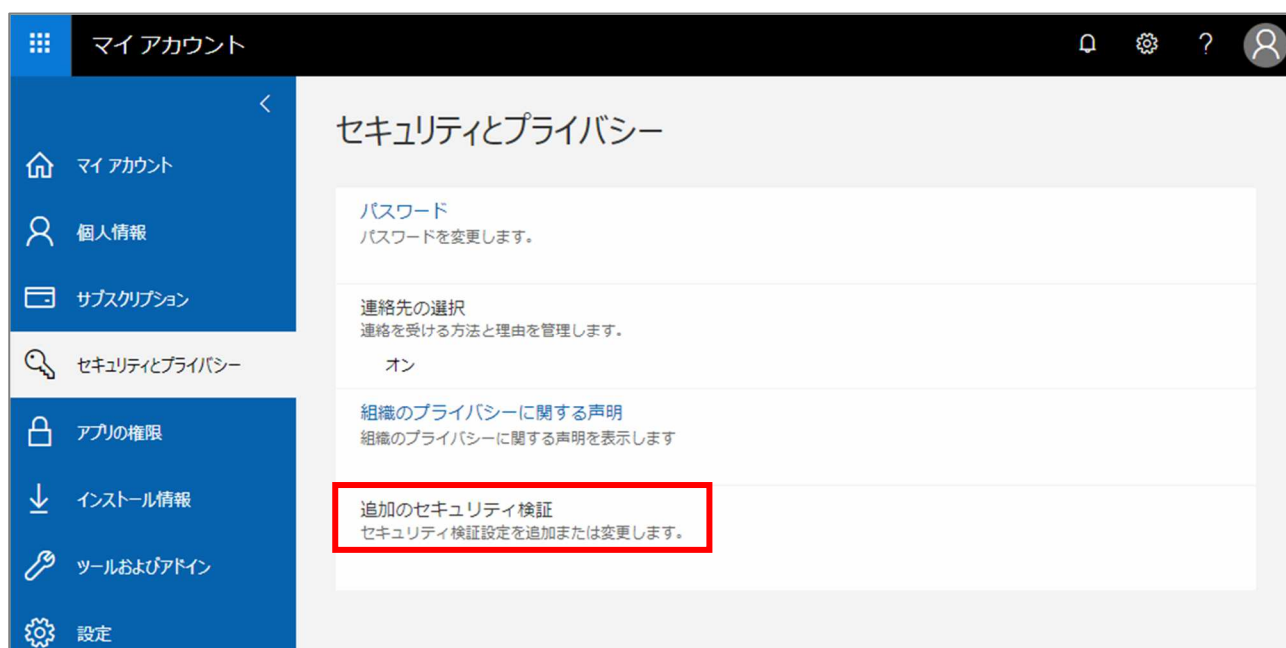 マイ アカウント
?
マイ アカウント
個人情報
サブスクリプション
セキュリティとプライバシー
アプリの権限
インストール情報
ツールおよびアドイン
設定
セキュリティとプライバシー
パスワード
パスワードを変更します。
連絡先の選択
連絡を受ける方法と理由を管理します。
オン
組織のプライバシーに関する声明
組織のプライバシーに関する声明を表示します
追加のセキュリティ検証
セキュリティ検証設定を追加または変更します。